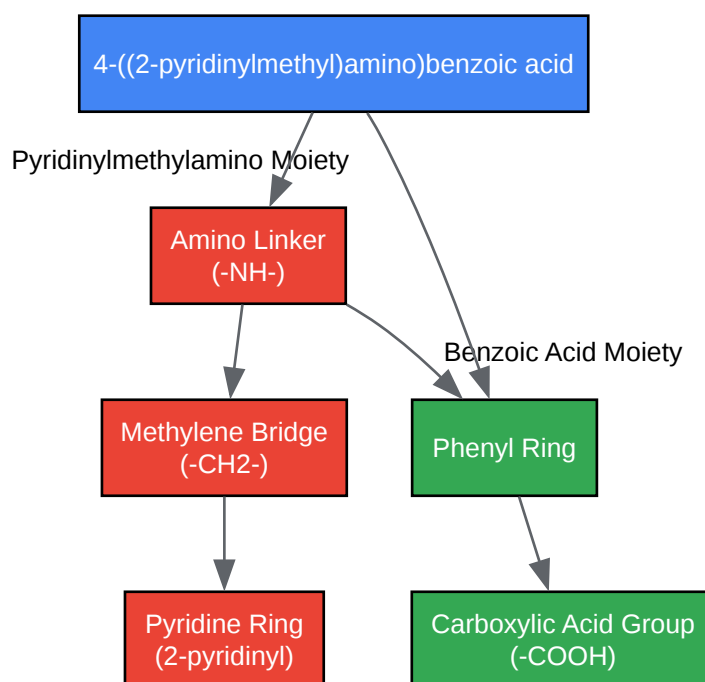 4-((2-pyridinylmethyl)amino)benzoic acid
Pyridinylmethylamino Moiety
Amino Linker
(-NH-)
Benzoic Acid Moiety
Methylene Bridge
(-CH2-)
Phenyl Ring
Pyridine Ring
(2-pyridinyl)
Carboxylic Acid Group
(-COOH)